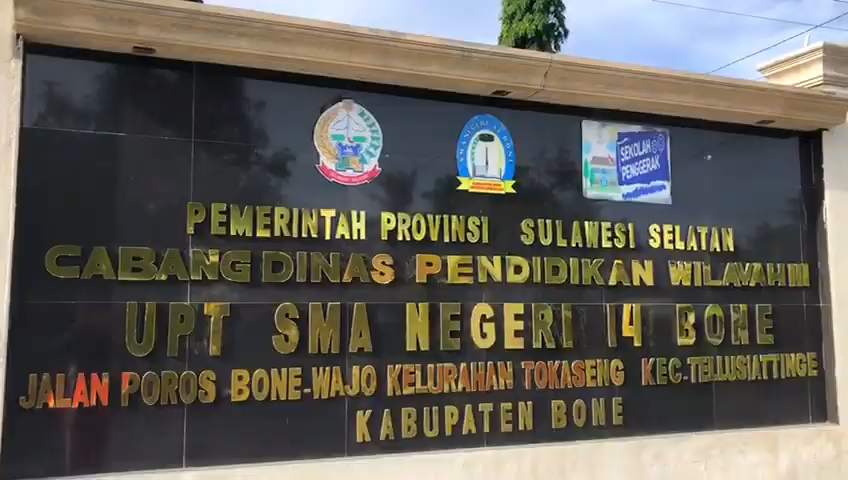 SEKOLAH
PENGGERAK
PEMERINTAH PROVINSI SULAWESI SELATAN
CABANG DINAS PENDIDIKAN WILAYAH III
UPT SMA NEGERI 14 BONE
JALAN POROS BONE-WAJO KELURAHAN TOKASENG KEC-TELLUSIATTINGE
KABUPATEN BONE